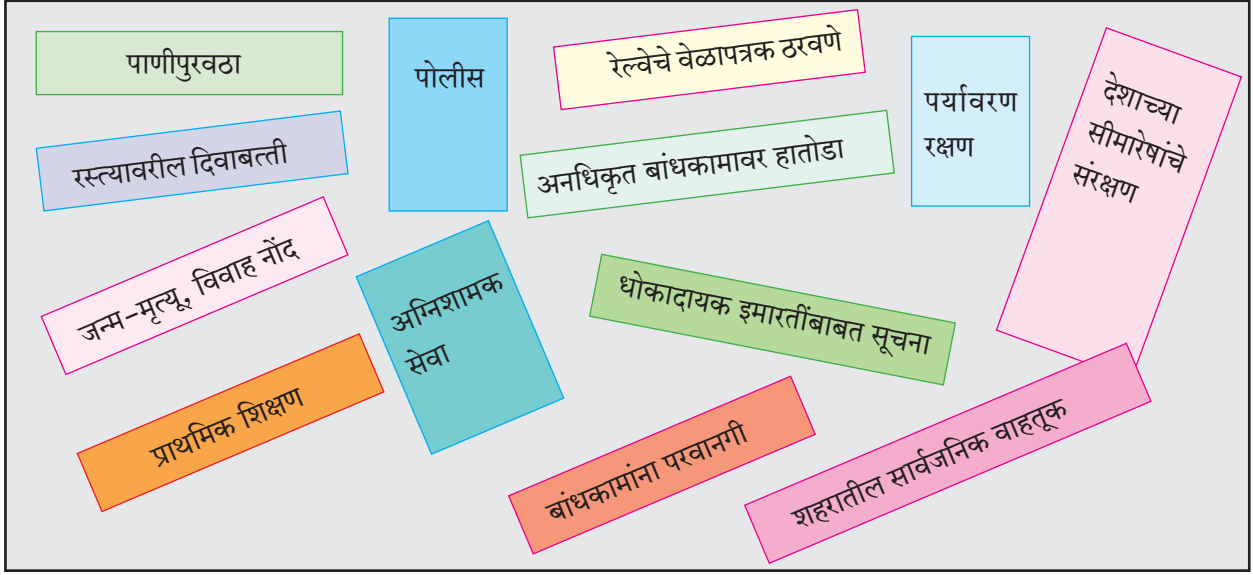 पाणीपुरवठा
पोलीस
रेल्वेचे वेळापत्रक ठरवणे
पर्यावरण
रक्षण
देशाच्या
सीमारेषांचे
संरक्षण
रस्त्यावरील दिवाबत्ती
अनधिकृत बांधकामावर हातोडा
जन्म-मृत्यू, विवाह नोंद
अग्निशामक
सेवा
धोकादायक इमारतींबाबत सूचना
प्राथमिक शिक्षण
बांधकामांना परवानगी
शहरातील सार्वजनिक वाहतूक